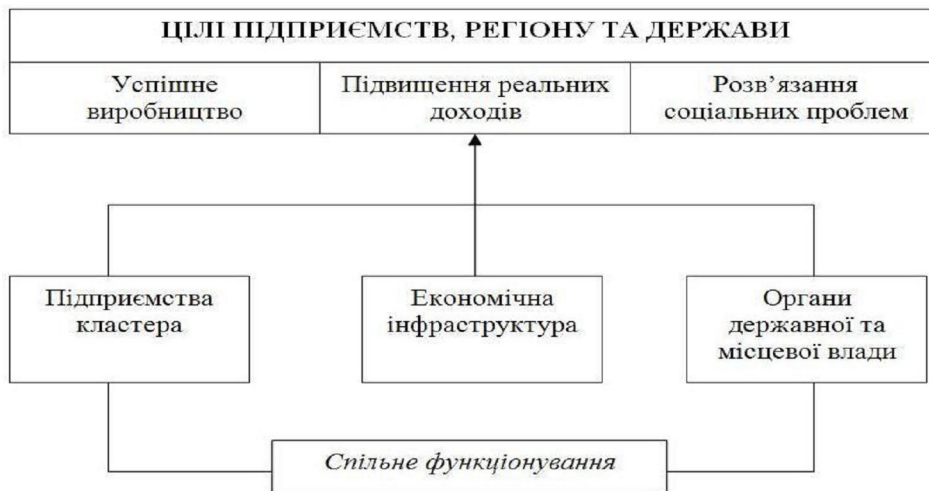 ЦІЛІ ПІДПРИЄМСТВ, РЕГІОНУ ТА ДЕРЖАВИ
Успішне
виробництво
Підвищення реальних
доходів
Розв’язання
соціальних проблем
Підприємства
кластера
Економічна
інфраструктура
Органи
державної та
місцевої влади
Спільне функціонування